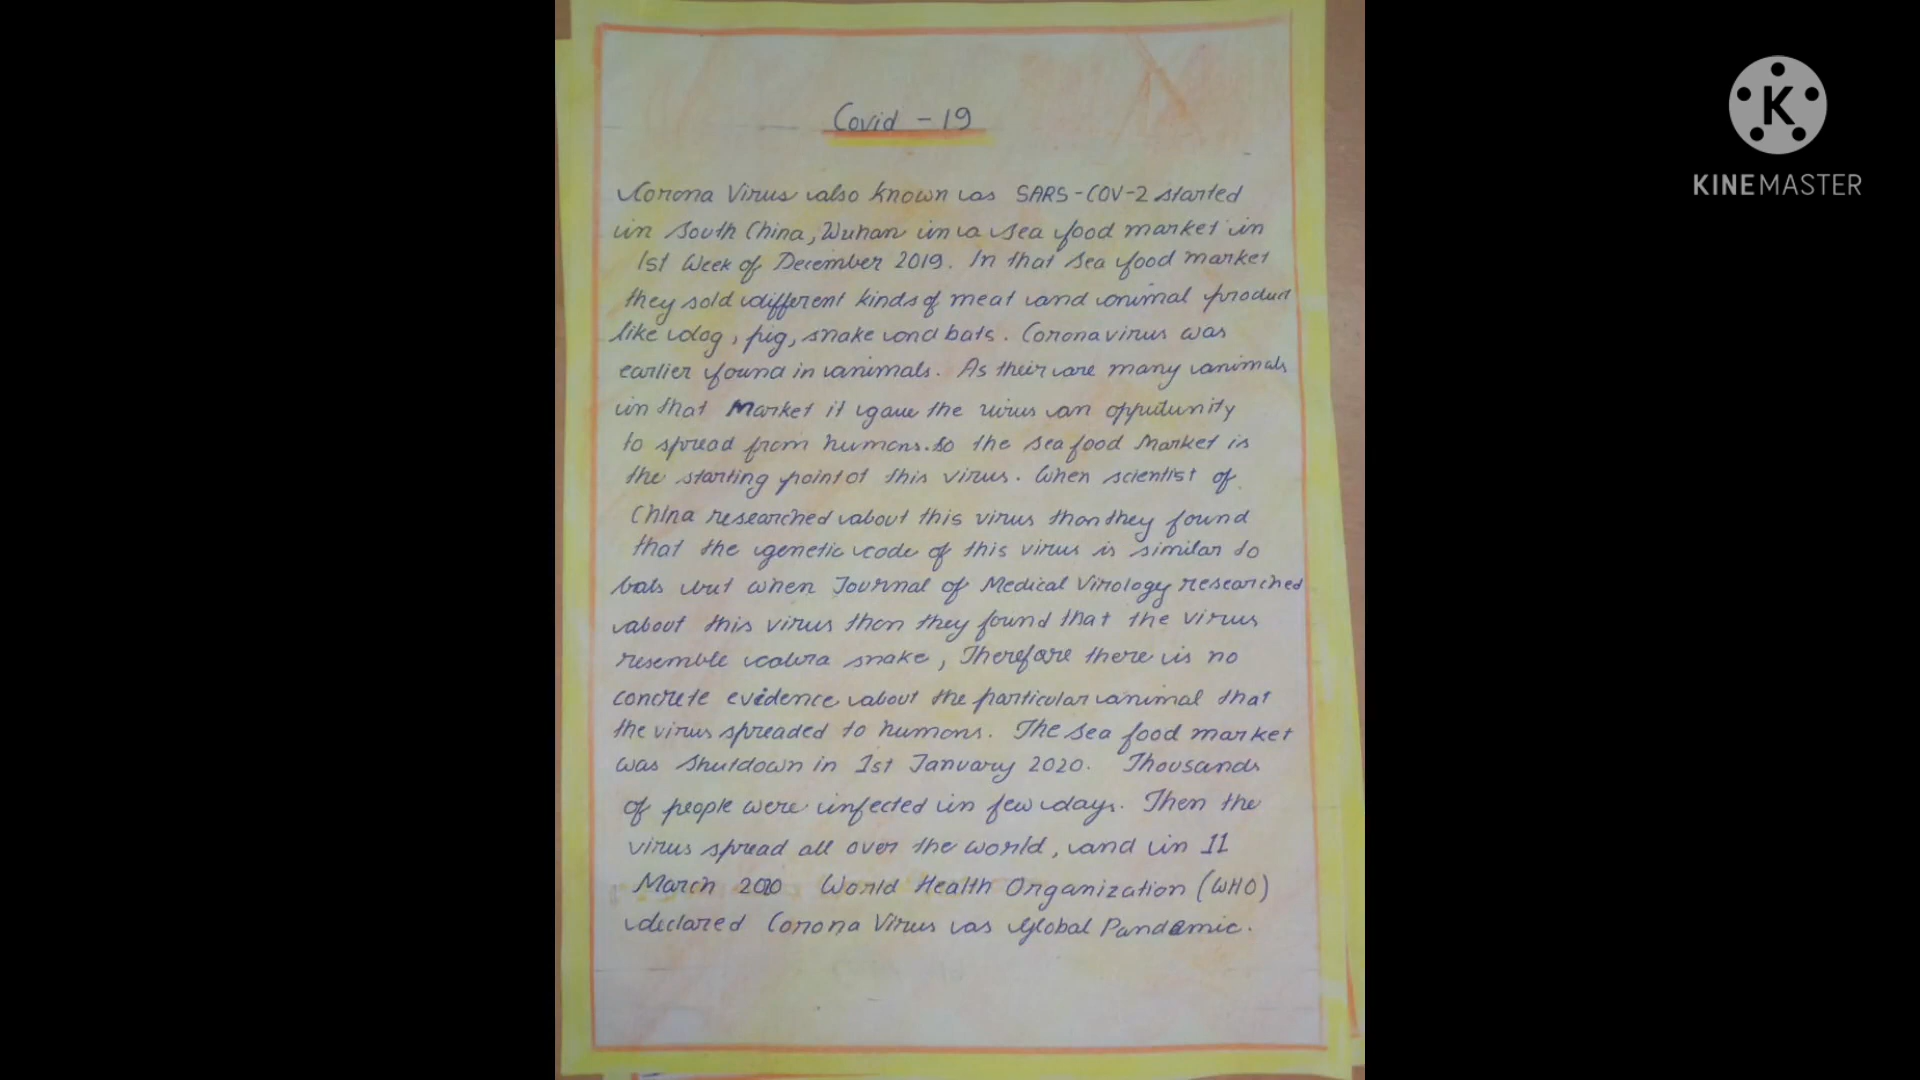 Covid - 19
Corona Virus also known as SARS-COV-2 started
in South China, Wuhan in a sea food market in
1st Week of December 2019. In that sea food market
they sold different kinds of meat and animal product
like dog, pig, snake and bats. Coronavirus was
earlier found in animals. As their are many animals
in that Market it gave the virus an opputunity
to spread from humans. So the sea food Market is
the starting point of this virus. When scientist of
China researched about this virus than they found
that the genetic code of this virus is similar to
bats but when Journal of Medical Virology researched
about this virus than they found that the virus
resemble cobra snake, Therefore there is no
concrete evidence about the particular animal that
the virus spreaded to humans. The sea food market
was Shutdown in 1st January 2020. Thousands
of people were infected in few days. Then the
virus spread all over the world, and in 11
March 2020 World Health Organization (WHO)
declared Corona Virus as Global Pandemic.
K
KINEMASTER